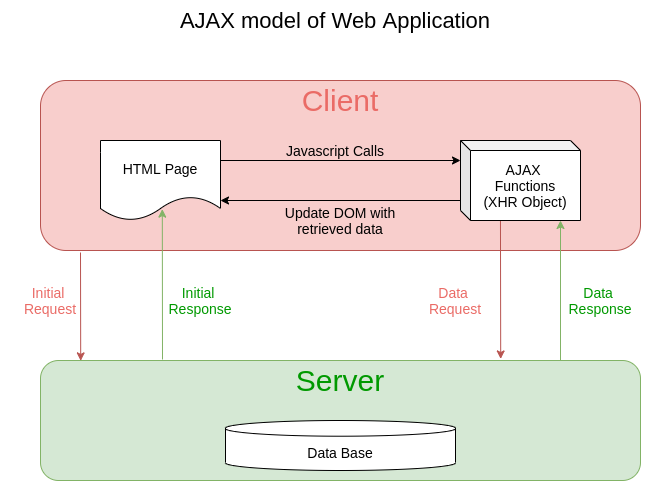 AJAX model of Web Application
Client
HTML Page
Javascript Calls
AJAX
Functions
(XHR Object)
Update DOM with
retrieved data
Initial
Request
Initial
Response
Data
Request
Data
Response
Server
Data Base